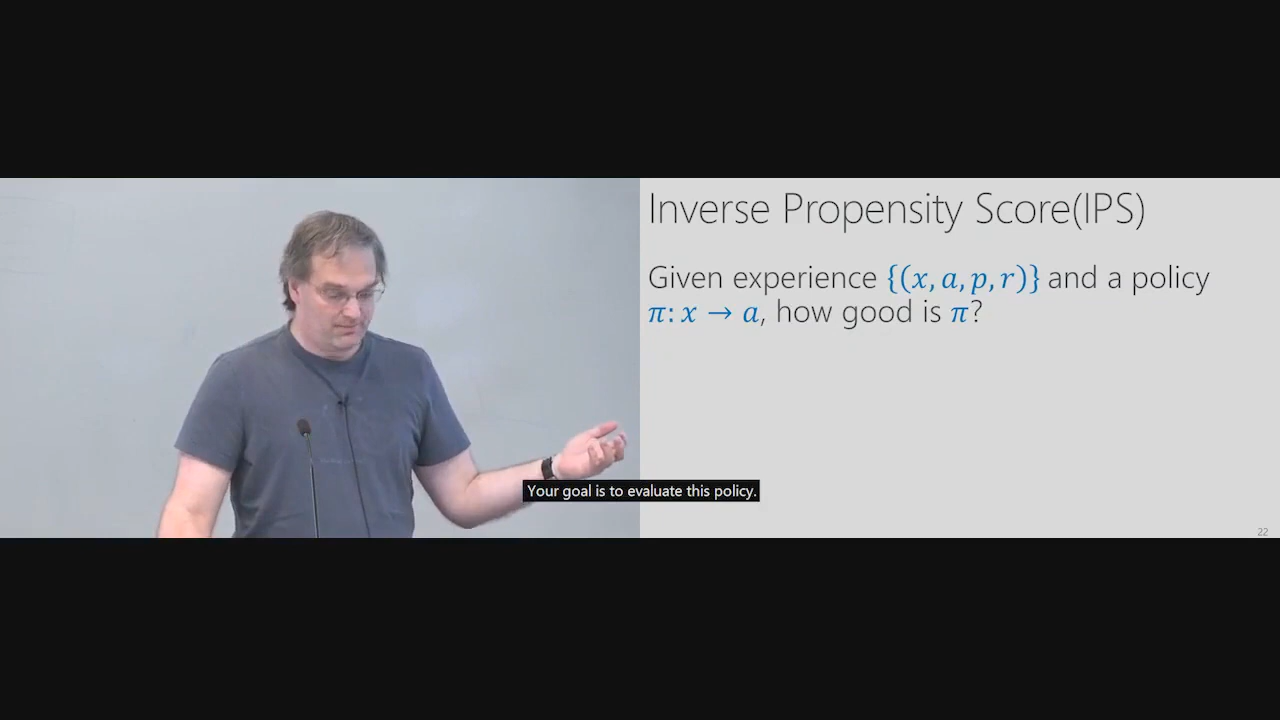 Inverse Propensity Score(IPS)
Given experience {(x, a, p, r)} and a policy
π: x → a, how good is π?
Your goal is to evaluate this policy.
22